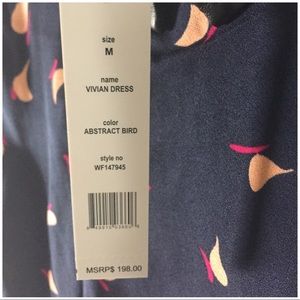 size
M
name
VIVIAN DRESS
color
ABSTRACT BIRD
style no
WF147945
MSRP$ 198.00